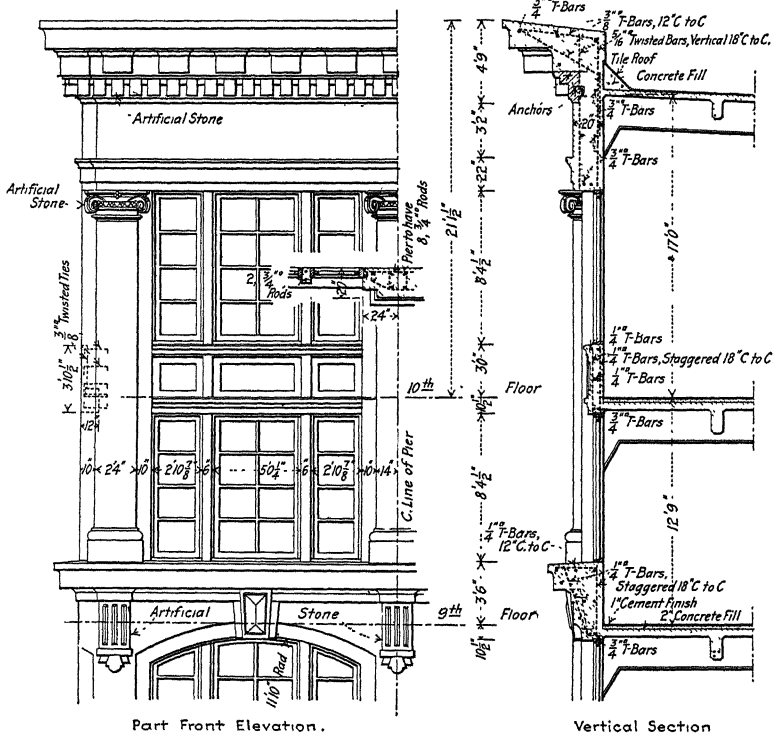 3/4"ⁿ T-Bars
3/8"ⁿ T-Bars, 12"C to C
5/16" Twisted Bars, Vertical 18"C to C.
Tile Roof
Concrete Fill
Anchors
20"
3/4"ⁿ T-Bars
3/4"ⁿ T-Bars
Artificial Stone
Artificial
Stone
4'9"
3'2"
22"
21'1 1/2"
Pier to have
8, 3/4"ⁿ Rods
2, 3/4"ⁿ
Rods
20"
24"
8'4 1/2"
17'0"
3/8"ⁿ Twisted Ties
3'10 1/2"
12"
1/4"ⁿ T-Bars
1/4"ⁿ T-Bars, Staggered 18"C to C
1/4"ⁿ T-Bars
30"
10th Floor
10 1/2"
3/4"ⁿ T-Bars
10" 2'4" 10" 2'10 7/8" 6" 5'0 1/4" 6" 2'10 7/8" 10" 14"
C. Line of Pier
8'4 1/2"
12'9"
1/4" T-Bars,
12"C. to C
1/4"ⁿ T-Bars,
Staggered 18"C to C
1" Cement Finish
2" Concrete Fill
3'6"
Artificial Stone
9th Floor
10 1/2"
3/4"ⁿ T-Bars
11'10" Rad
Part Front Elevation.
Vertical Section